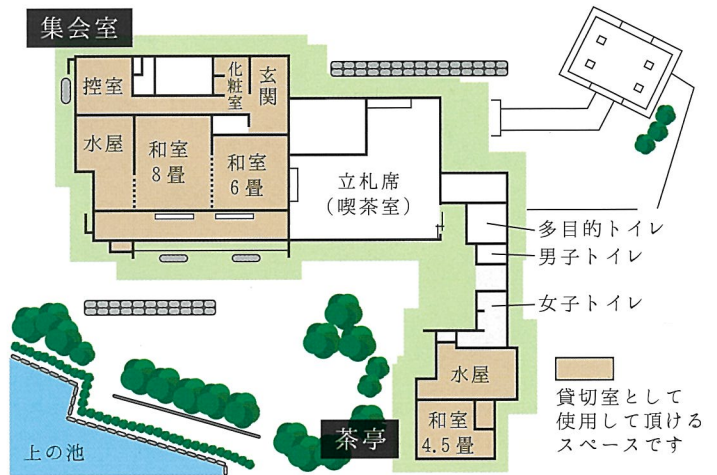 集会室
控室
化粧室
玄関
水屋
和室
8畳
和室
6畳
立札席
(喫茶室)
多目的トイレ
男子トイレ
女子トイレ
水屋
和室
4.5畳
茶亭
上の池
貸切室として
使用して頂ける
スペースです